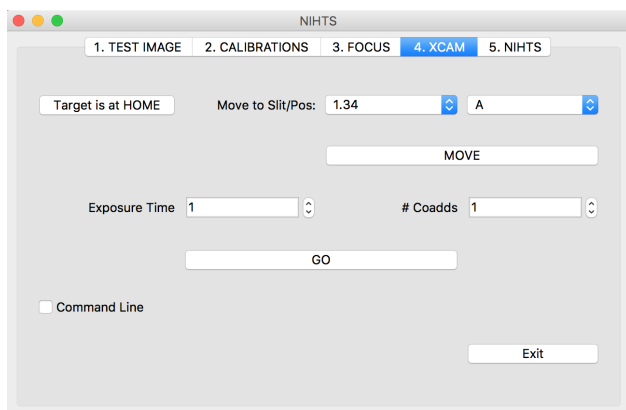 NIHTS
1. TEST IMAGE 2. CALIBRATIONS 3. FOCUS 4. XCAM 5. NIHTS
Target is at HOME Move to Slit/Pos: 1.34 A
MOVE
Exposure Time 1 # Coadds 1
GO
Command Line
Exit